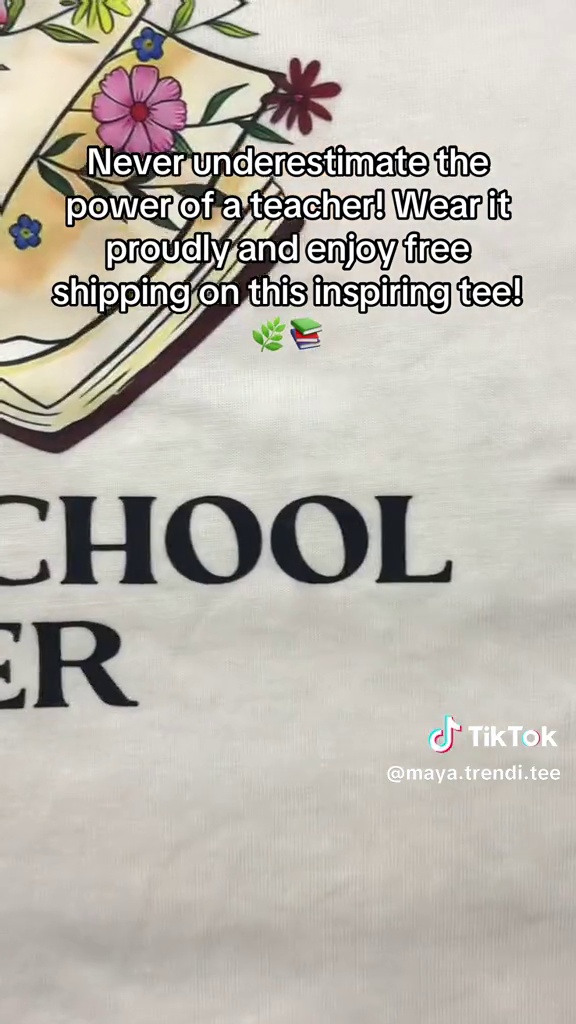 Never underestimate the
power of a teacher! Wear it
proudly and enjoy free
shipping on this inspiring tee!
🌿📚
CHOOL
ER
TikTok
@maya.trendi.tee